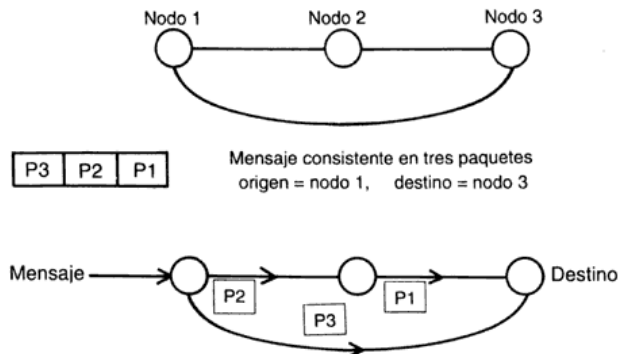 Nodo 1 Nodo 2 Nodo 3
P3 P2 P1
Mensaje consistente en tres paquetes
origen = nodo 1, destino = nodo 3
Mensaje Destino
P2 P1
P3